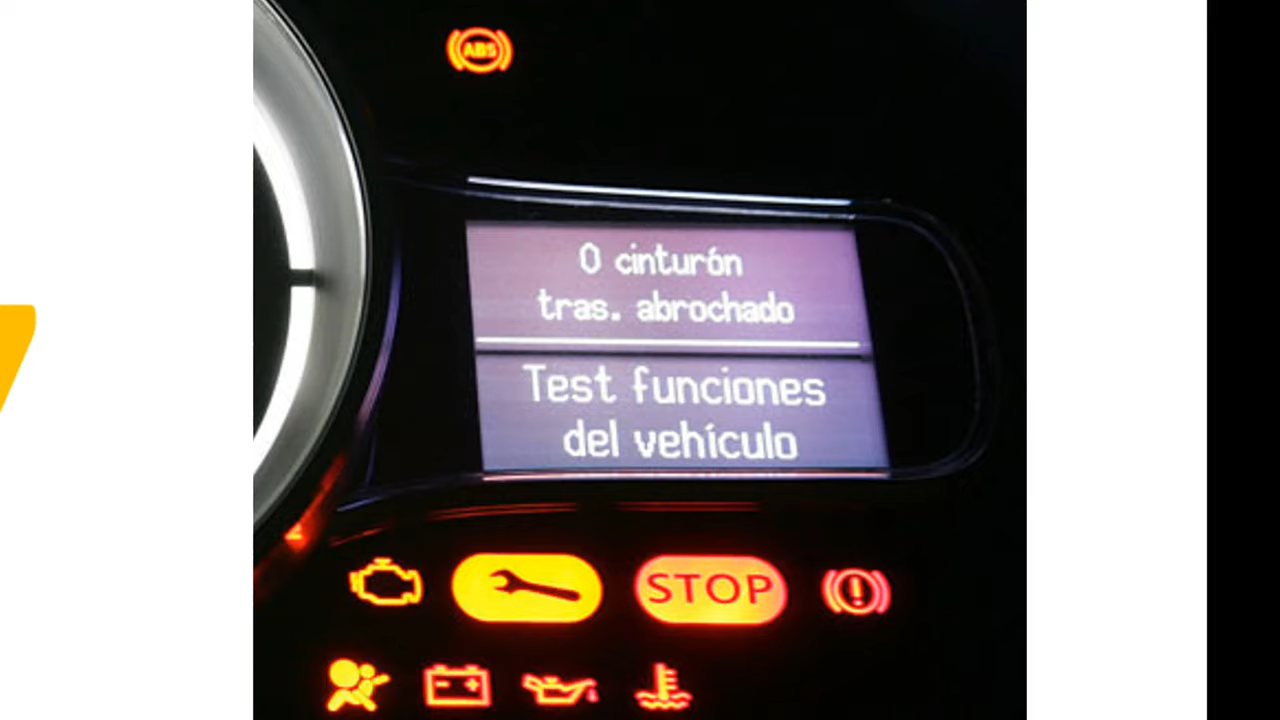 ABS
0 cinturón
tras. abrochado
Test funciones
del vehículo
STOP